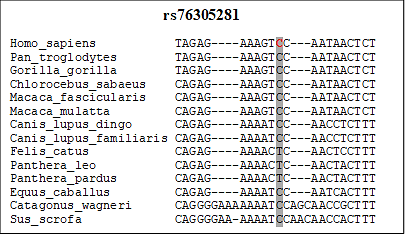 rs76305281
Homo_sapiens TAGAG----AAAGTCC---AATAACTCT
Pan_troglodytes TAGAG----AAAGTCC---AATAACTCT
Gorilla_gorilla TAGAG----AAAGTCC---AATAACTCT
Chlorocebus_sabaeus CAGAG----AAAGTCC---AATAACTCT
Macaca_fascicularis CAGAG----AAAGTCC---AATAACTCT
Macaca_mulatta CAGAG----AAAGTCC---AATAACTCT
Canis_lupus_dingo CAGAG----AAAATCC---AACCTCTTT
Canis_lupus_familiaris CAGAG----AAAATCC---AACCTCTTT
Felis_catus CAGAG----AAAACTC---AACTCCTTT
Panthera_leo CAGAG----AAAACTC---AACTACTTT
Panthera_pardus CAGAG----AAAACTC---AACTACTTT
Equus_caballus CAGAG----AAAATCC---AATCACTTT
Catagonus_wagneri CAGGGGAAAAAAATCCAGCAACCGCTTT
Sus_scrofa CAGGGGAA-AAAATCCAACAACCACTTT